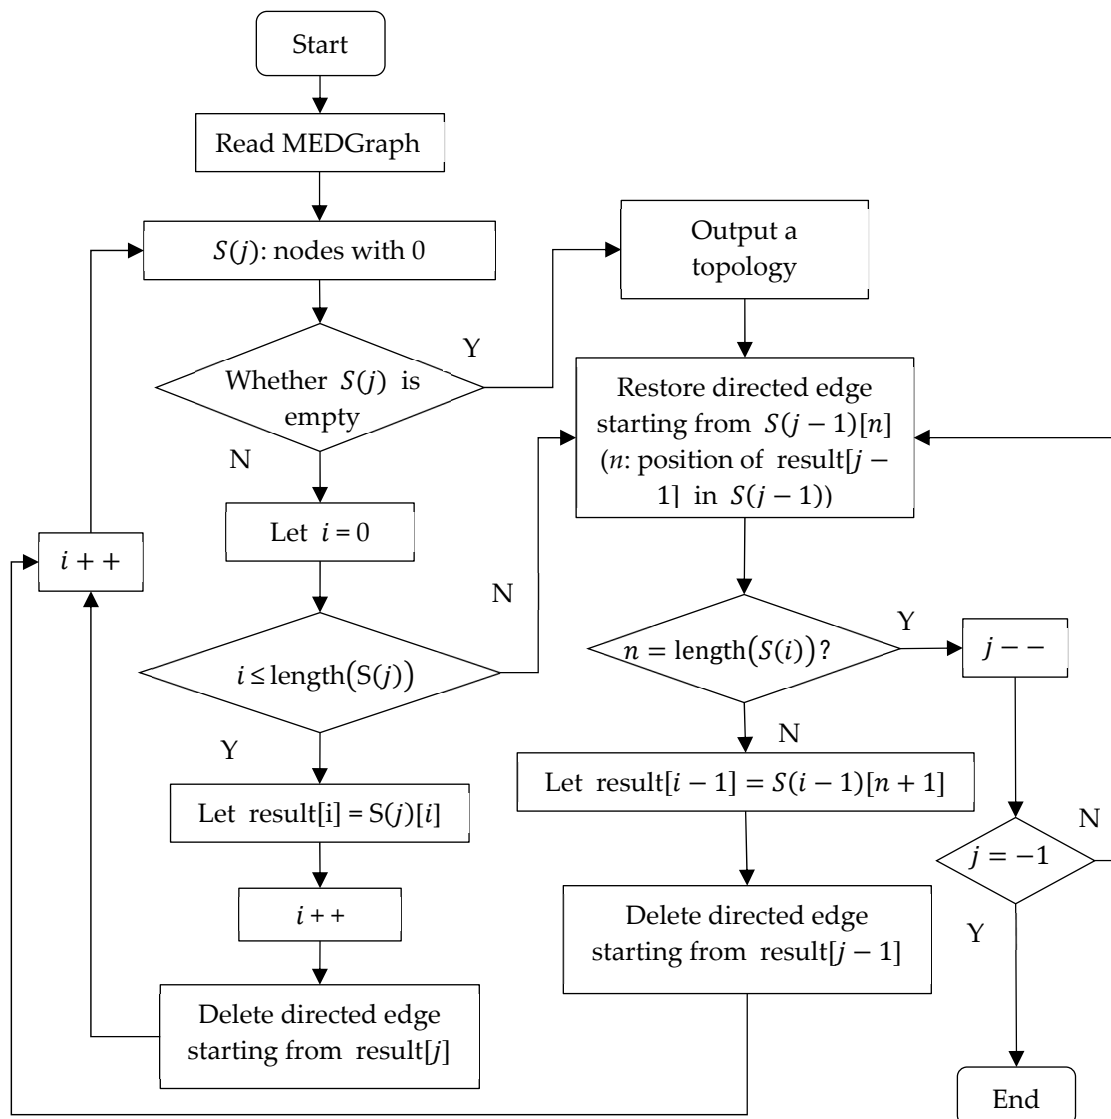 Start
Read MEDGraph
S(j): nodes with 0
Whether S(j) is
empty
Y
N
Let i = 0
i ≤ length(S(j))
N
Y
Let result[i] = S(j)[i]
i + +
Delete directed edge
starting from result[j]
i + +
Output a
topology
Restore directed edge
starting from S(j − 1)[n]
(n: position of result[j −
1] in S(j − 1))
n = length(S(i))?
Y
N
j − −
Let result[i − 1] = S(i − 1)[n + 1]
Delete directed edge
starting from result[j − 1]
j = −1
N
Y
End